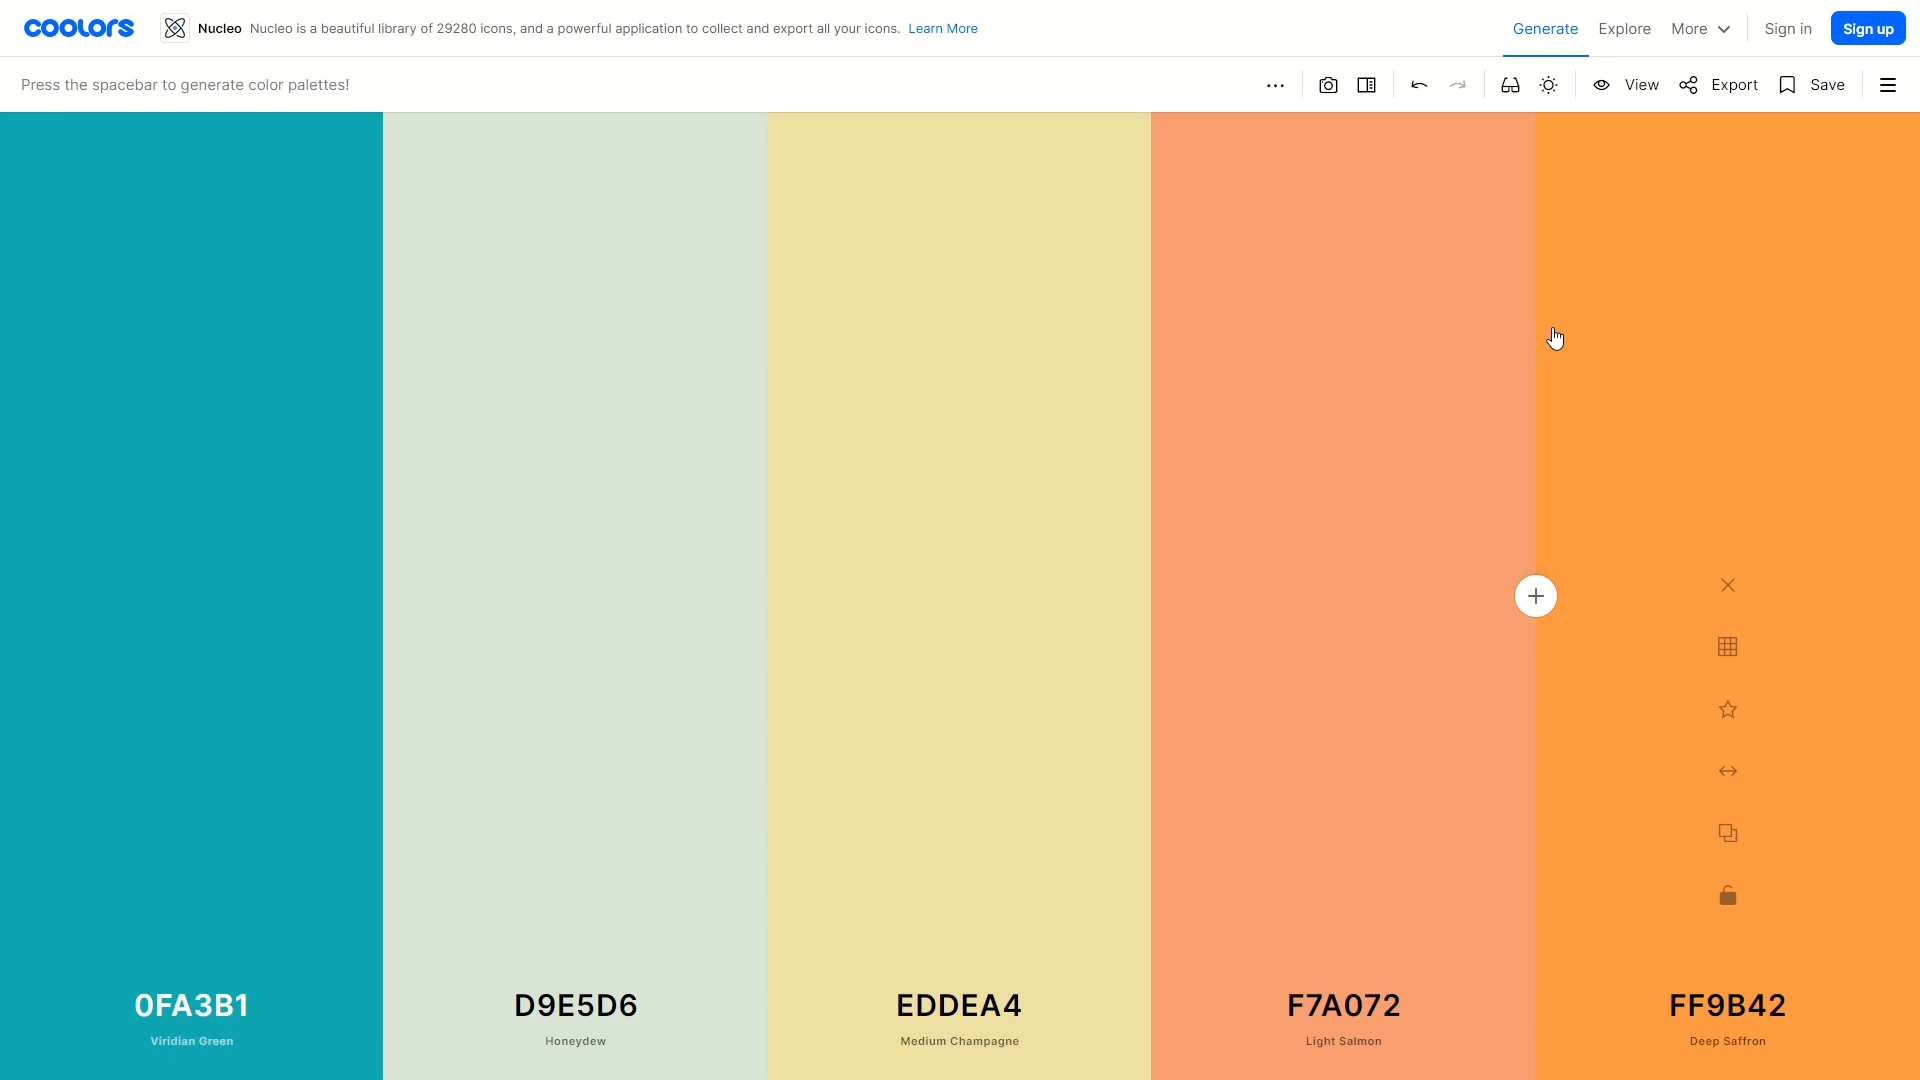 coolors
Nucleo Nucleo is a beautiful library of 29280 icons, and a powerful application to collect and export all your icons. Learn More
Generate Explore More Sign in Sign up
Press the spacebar to generate color palettes!
View Export Save
0FA3B1 D9E5D6 EDDEA4 F7A072 FF9B42
Viridian Green Honeydew Medium Champagne Light Salmon Deep Saffron